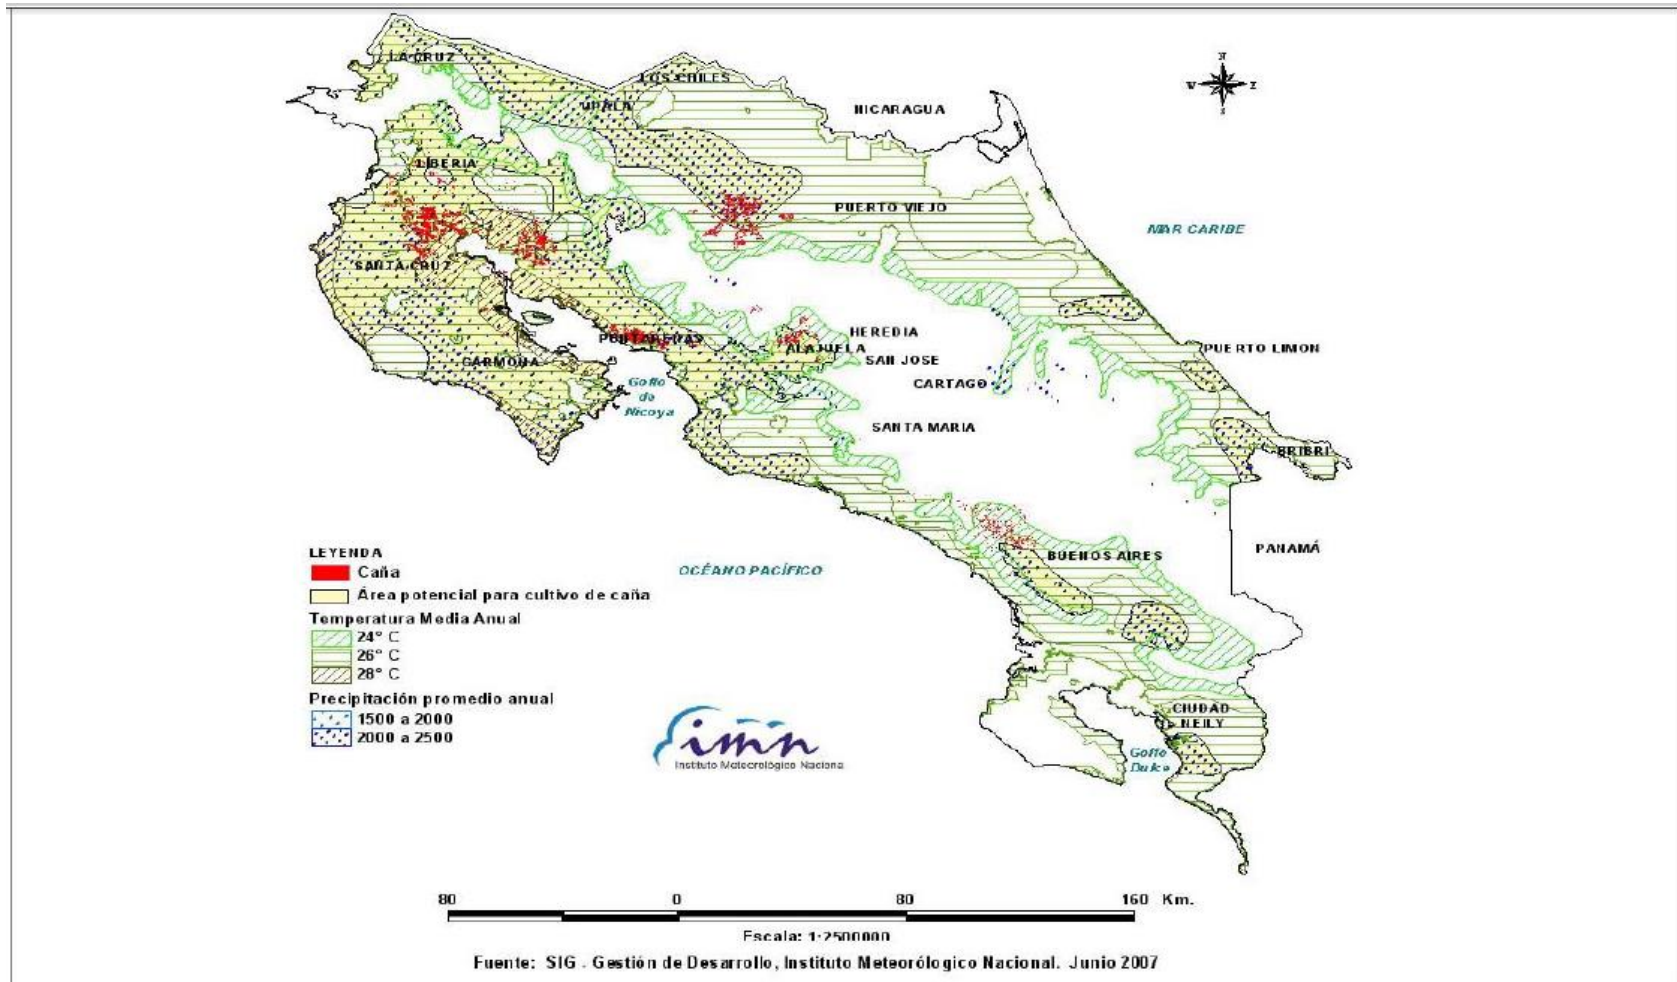 LA CRUZ
LOS CHILES
UPALA
NICARAGUA
LIBERIA
PUERTO VIEJO
MAR CARIBE
SANTA CRUZ
PUNTARENAS
HEREDIA
ALAJUELA
SAN JOSE
PUERTO LIMON
CARMONA
CARTAGO
Golfo
de
Nicoya
SANTA MARIA
BRIBRI
N
W
E
S
LEYENDA
Caña
Área potencial para cultivo de caña
Temperatura Media Anual
24° C
26° C
28° C
Precipitación promedio anual
1500 a 2000
2000 a 2500
OCÉANO PACÍFICO
BUENOS AIRES
PANAMÁ
CIUDAD
NEILY
Golfo
Dulce
imn
Instituto Meteorológico Naciona
80 0 80 160 Km.
Escala: 1:2500000
Fuente: SIG - Gestión de Desarrollo, Instituto Meteorólogico Nacional. Junio 2007